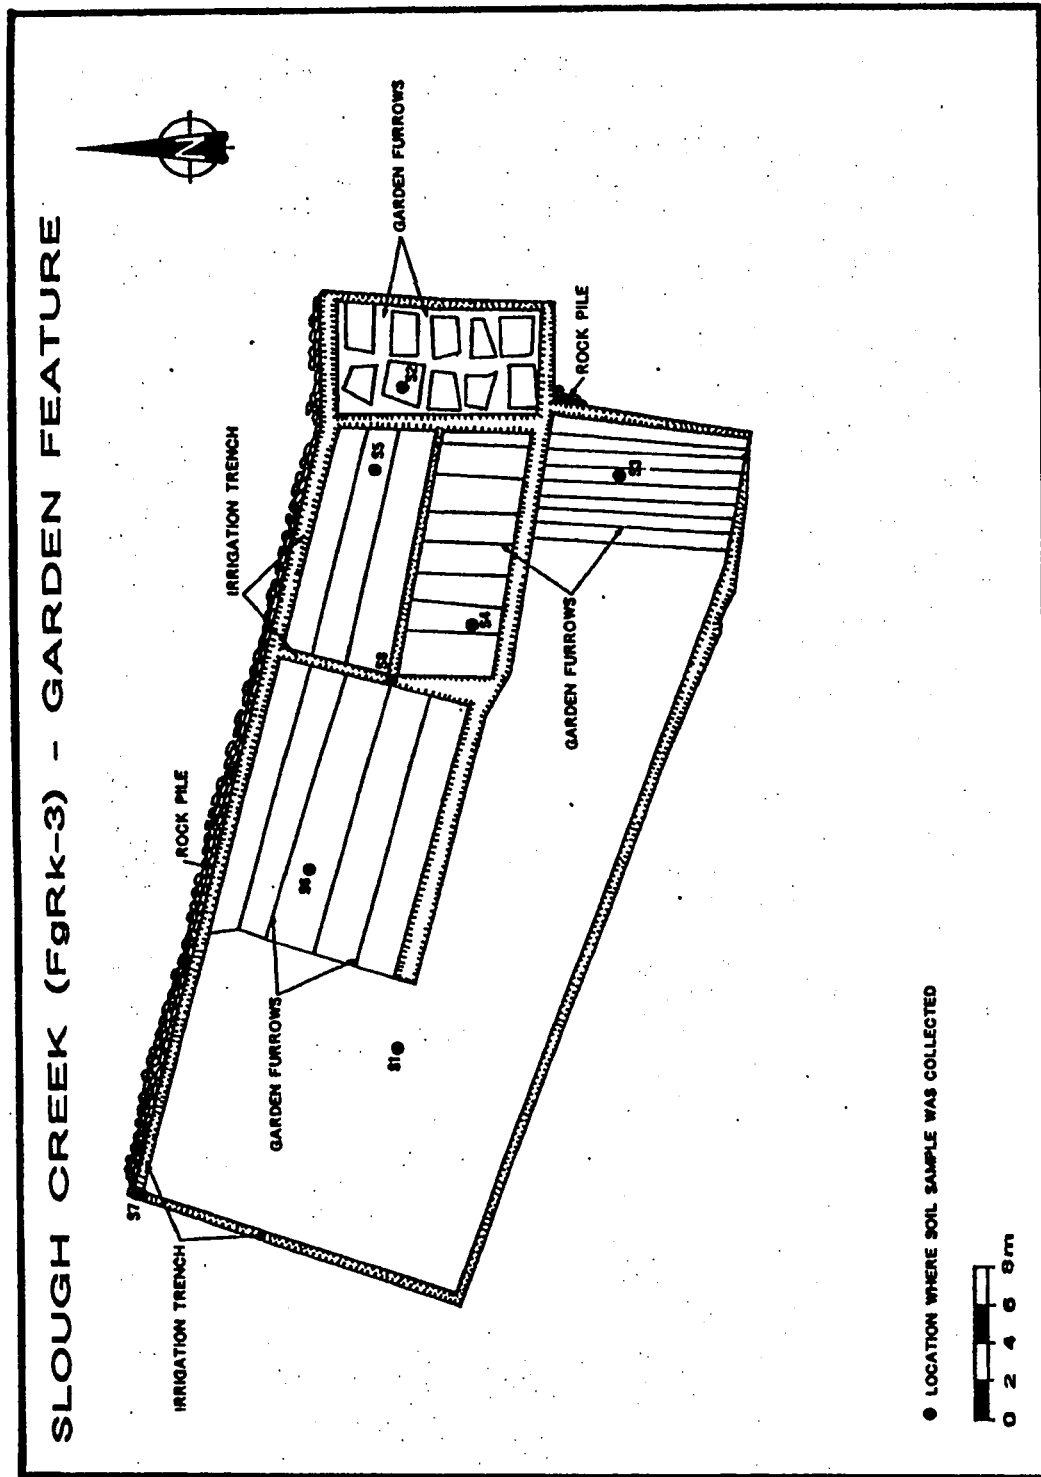 SLOUGH CREEK (FgRk-3) - GARDEN FEATURE
N
IRRIGATION TRENCH
S7
GARDEN FURROWS
ROCK PILE
S6
S1
IRRIGATION TRENCH
S8
S5
S4
GARDEN FURROWS
S2
GARDEN FURROWS
S3
ROCK PILE
● LOCATION WHERE SOIL SAMPLE WAS COLLECTED
0 2 4 6 8m